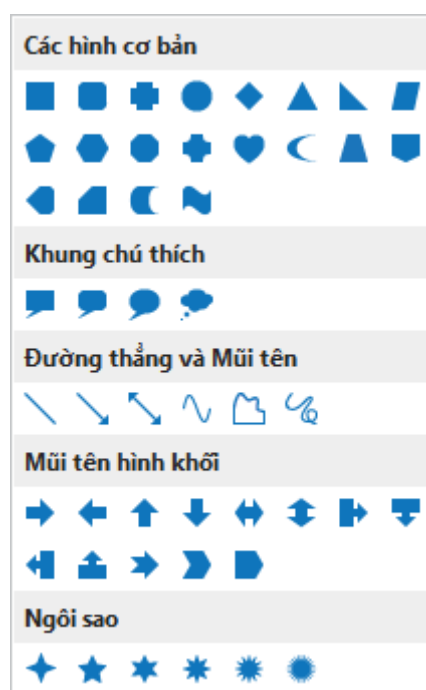 Các hình cơ bản
Khung chú thích
Đường thẳng và Mũi tên
Mũi tên hình khối
Ngôi sao